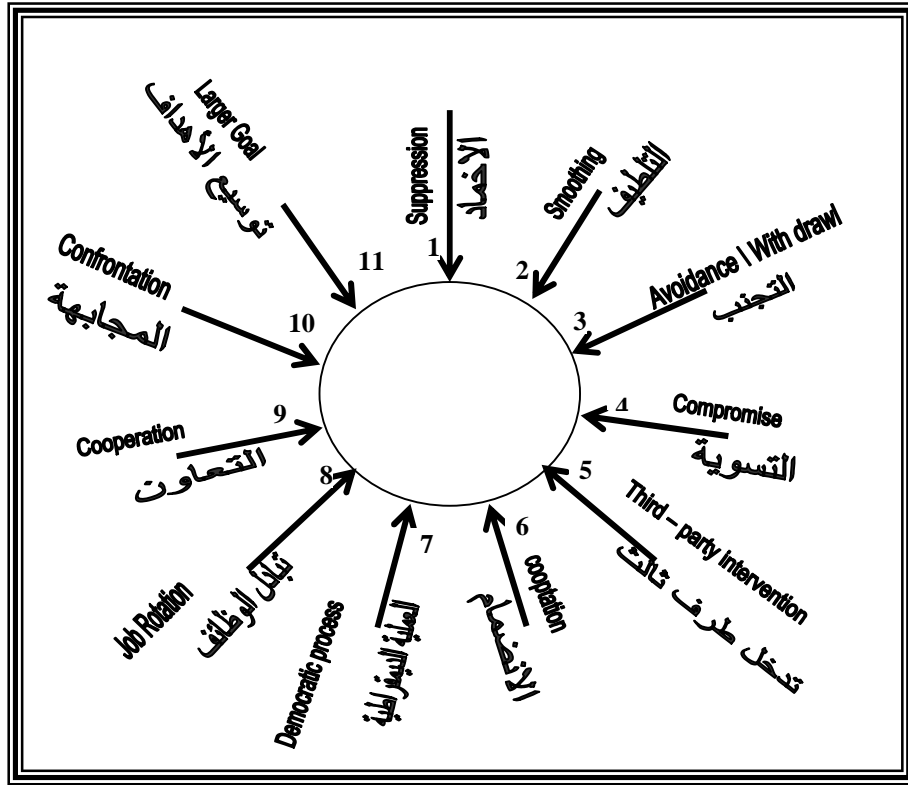 1
Suppression
الاخماد
2
Smoothing
التلطيف
3
Avoidance \ With drawl
التجنب
4
Compromise
التسوية
5
Third – party intervention
تدخل طرف ثالث
6
cooptation
الانضمام
7
Democratic process
العملية الديمقراطية
8
Job Rotation
تبادل الوظائف
9
Cooperation
التعاون
10
Confrontation
المجابهة
11
Larger Goal
توسيع الأهداف